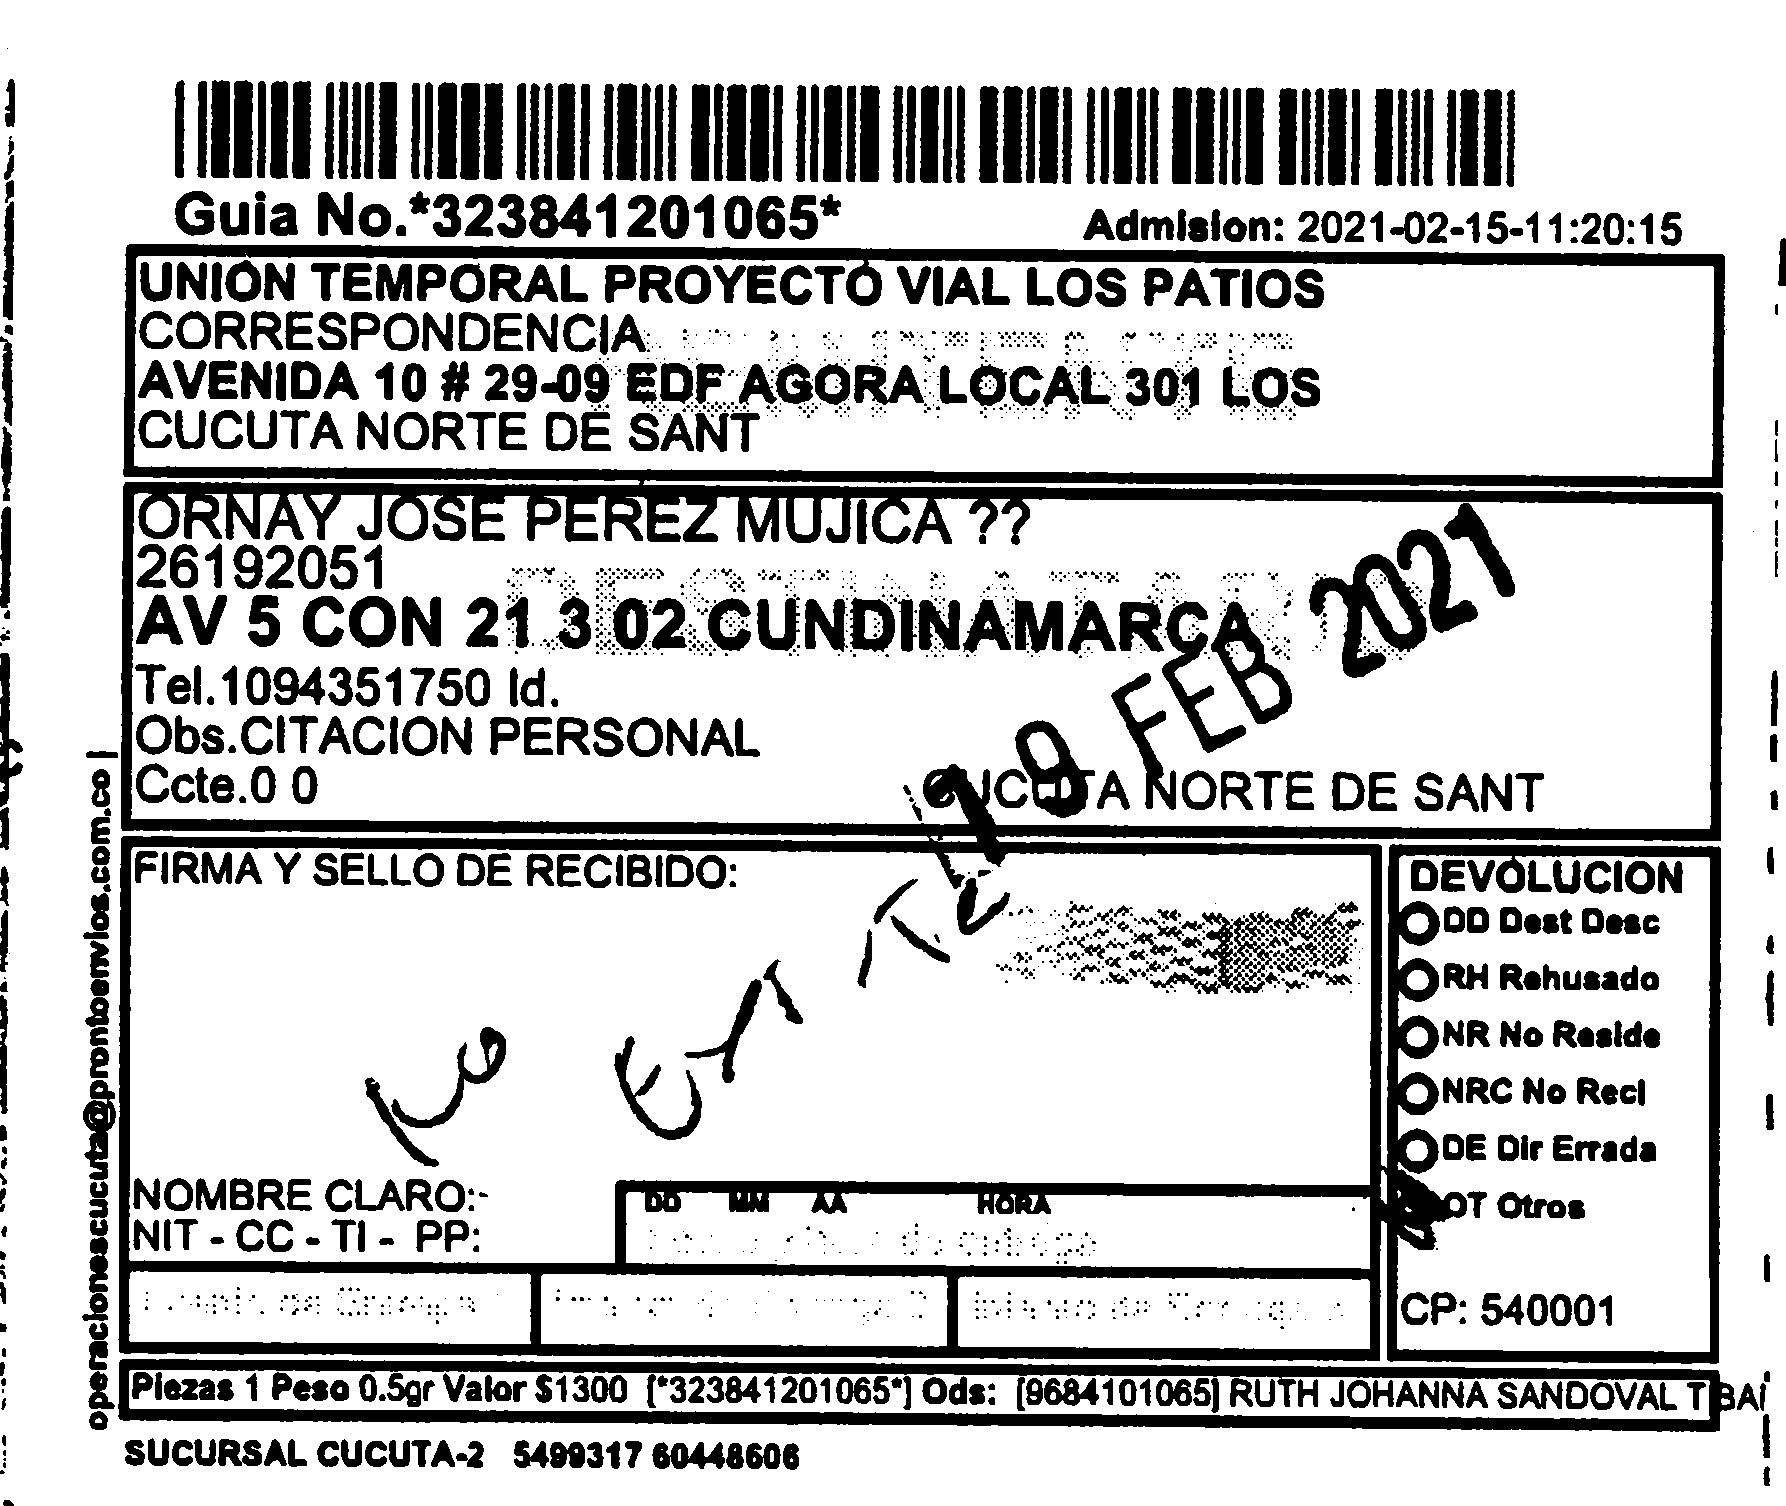 Guia No.*323841201065*
Admision: 2021-02-15-11:20:15
UNIÓN TEMPORAL PROYECTO VIAL LOS PATIOS
CORRESPONDENCIA
AVENIDA 10 # 29-09 EDF AGORA LOCAL 301 LOS
CUCUTA NORTE DE SANT
ORNAY JOSE PEREZ MUJICA ??
26192051
DESTINATARIO
AV 5 CON 21 3 02 CUNDINAMARCA
Tel.1094351750 Id.
Obs.CITACION PERSONAL
Ccte.0 0
CUCUTA NORTE DE SANT
19 FEB 2021
operacionescucuta@prontoenvios.com.co |
FIRMA Y SELLO DE RECIBIDO:
No
NOMBRE CLARO:-
NIT - CC - TI - PP:
DD MM AA HORA
DEVOLUCION
DD Dest Desc
RH Rehusado
NR No Reside
NRC No Recl
DE Dir Errada
OT Otros
CP: 540001
Piezas 1 Peso 0.5gr Valor $1300 [*323841201065*] Ods: [9684101065] RUTH JOHANNA SANDOVAL TIBAI
SUCURSAL CUCUTA-2 5499317 60448606